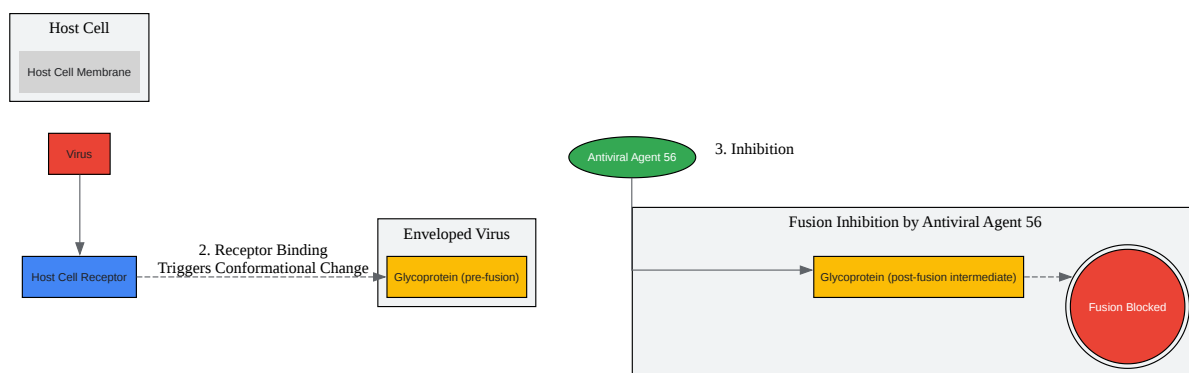 Host Cell
Host Cell Membrane
Virus
Antiviral Agent 56
3. Inhibition
Fusion Inhibition by Antiviral Agent 56
Enveloped Virus
2. Receptor Binding
Triggers Conformational Change
Host Cell Receptor
Glycoprotein (pre-fusion)
Glycoprotein (post-fusion intermediate)
Fusion Blocked